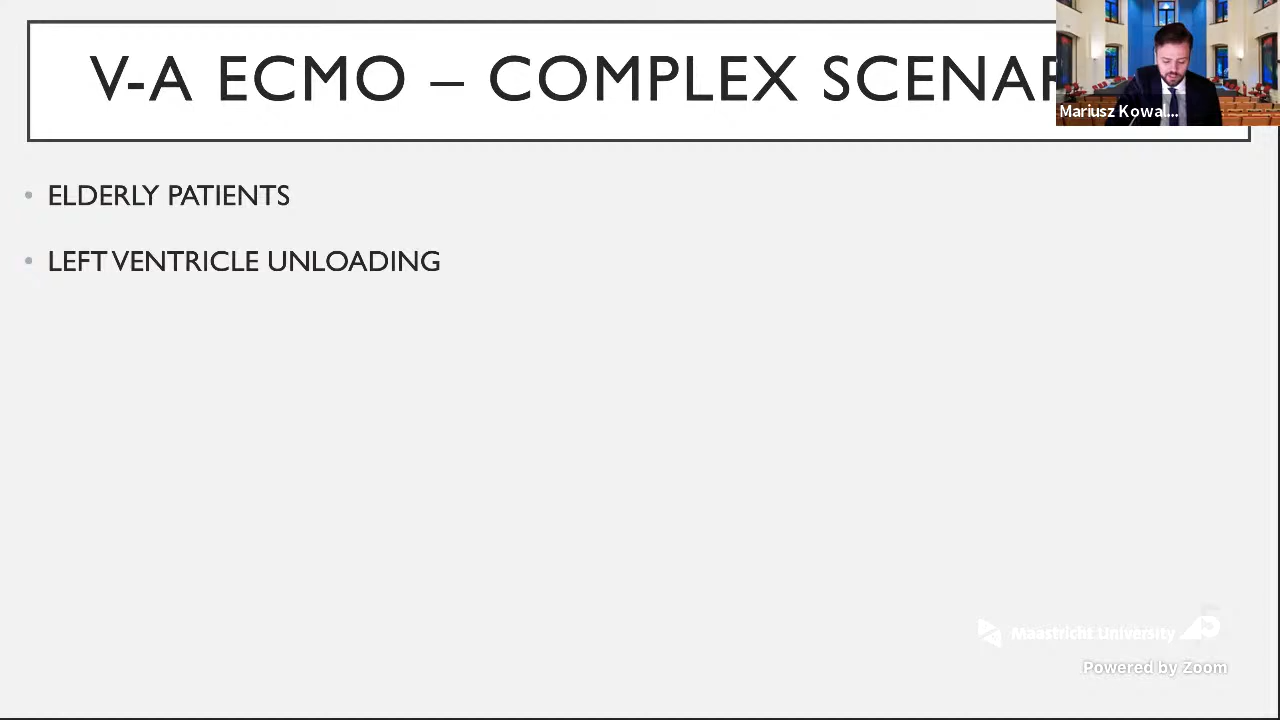 V-A ECMO – COMPLEX SCENAR
Mariusz Kowal...
• ELDERLY PATIENTS
• LEFT VENTRICLE UNLOADING
Maastricht University
Powered by Zoom